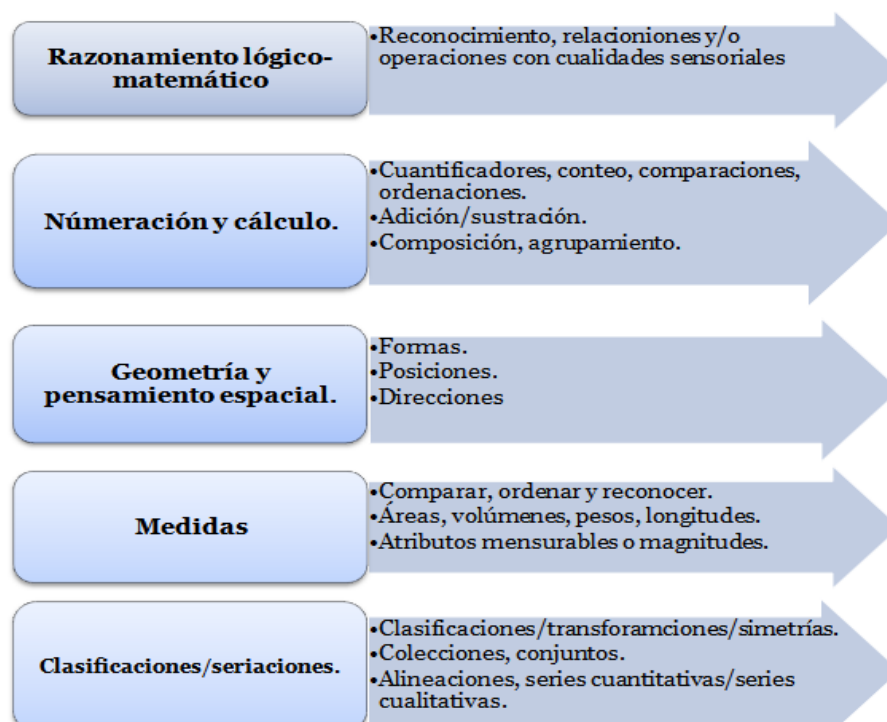 Razonamiento lógico-
matemático
•Reconocimiento, relacioniones y/o
operaciones con cualidades sensoriales
Númeración y cálculo.
•Cuantificadores, conteo, comparaciones,
ordenaciones.
•Adición/sustración.
•Composición, agrupamiento.
Geometría y
pensamiento espacial.
•Formas.
•Posiciones.
•Direcciones
Medidas
•Comparar, ordenar y reconocer.
•Áreas, volúmenes, pesos, longitudes.
•Atributos mensurables o magnitudes.
Clasificaciones/seriaciones.
•Clasificaciones/transforamciones/simetrías.
•Colecciones, conjuntos.
•Alineaciones, series cuantitativas/series
cualitativas.